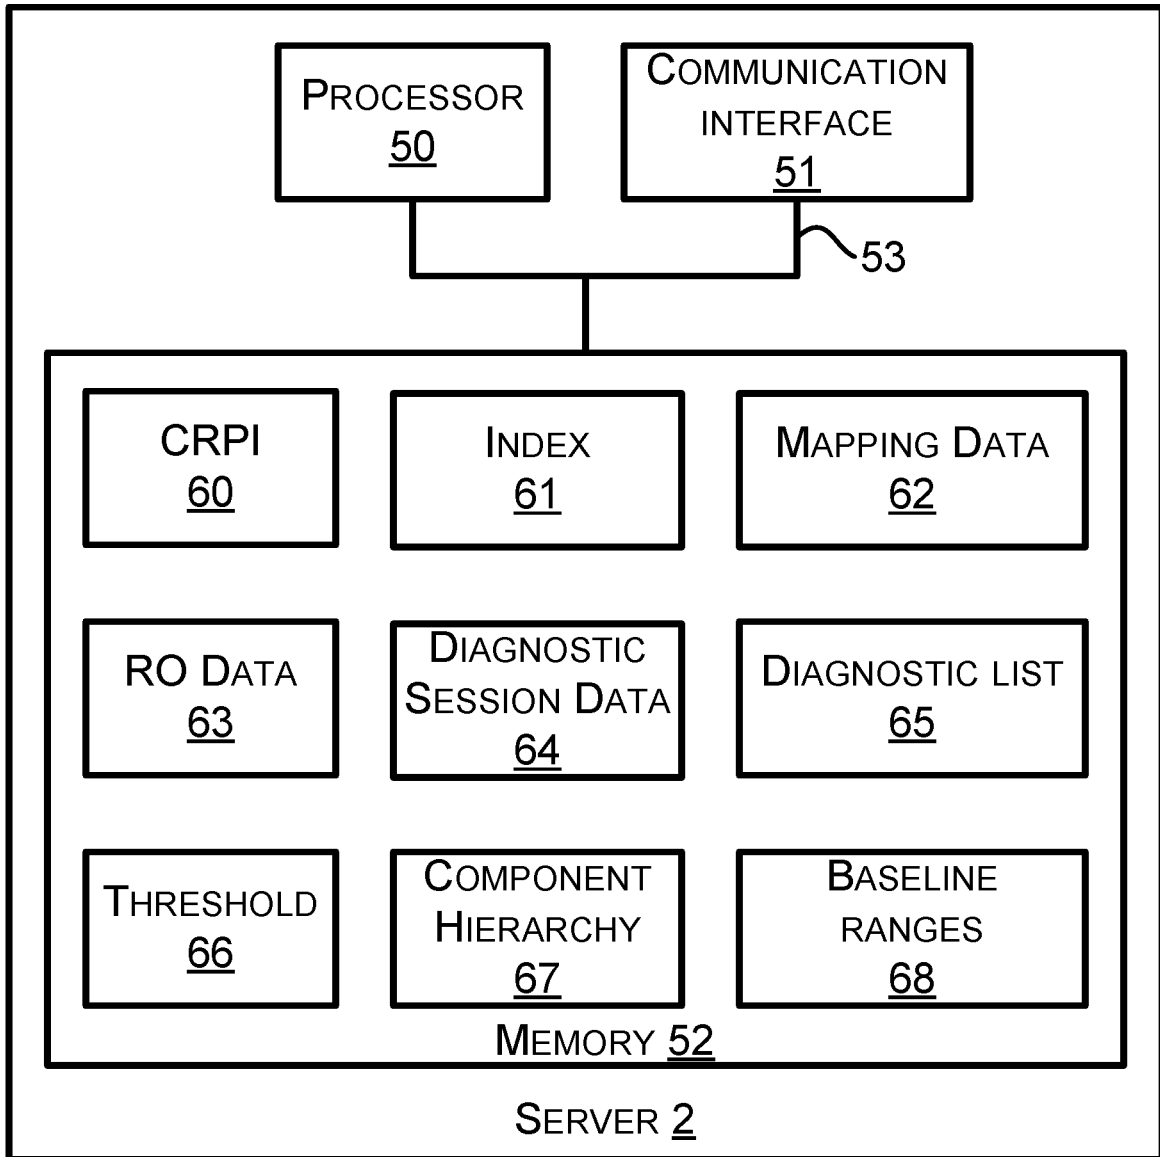 PROCESSOR
50
COMMUNICATION
INTERFACE
51
53
CRPI
60
INDEX
61
MAPPING DATA
62
RO DATA
63
DIAGNOSTIC
SESSION DATA
64
DIAGNOSTIC LIST
65
THRESHOLD
66
COMPONENT
HIERARCHY
67
BASELINE
RANGES
68
MEMORY 52
SERVER 2